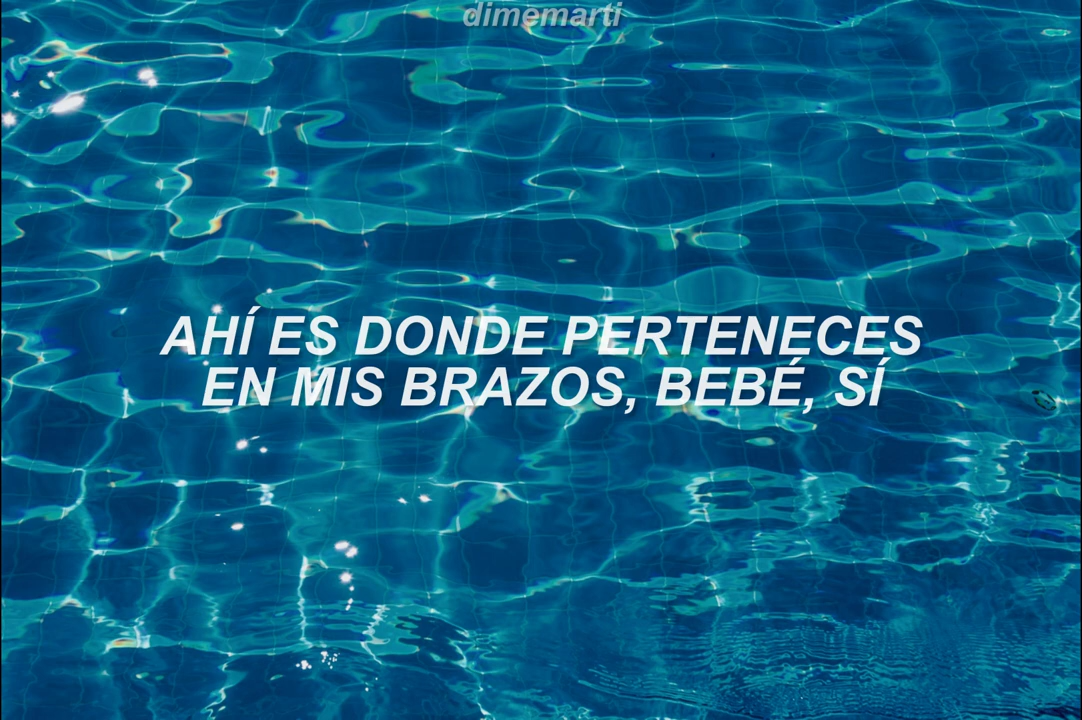 dimemarti
AHÍ ES DONDE PERTENECES
EN MIS BRAZOS, BEBÉ, SÍ